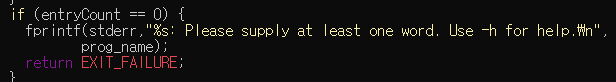 if (entryCount == 0) {
fprintf(stderr,"%s: Please supply at least one word. Use -h for help.₩n",
prog_name);
return EXIT_FAILURE;
}